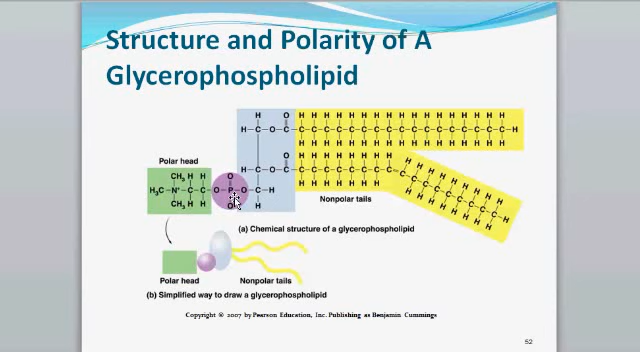 Structure and Polarity of A
Glycerophospholipid
Polar head
Nonpolar tails
(a) Chemical structure of a glycerophospholipid
Polar head
Nonpolar tails
(b) Simplified way to draw a glycerophospholipid
Copyright © 2007 by Pearson Education, Inc. Publishing as Benjamin Cummings
52